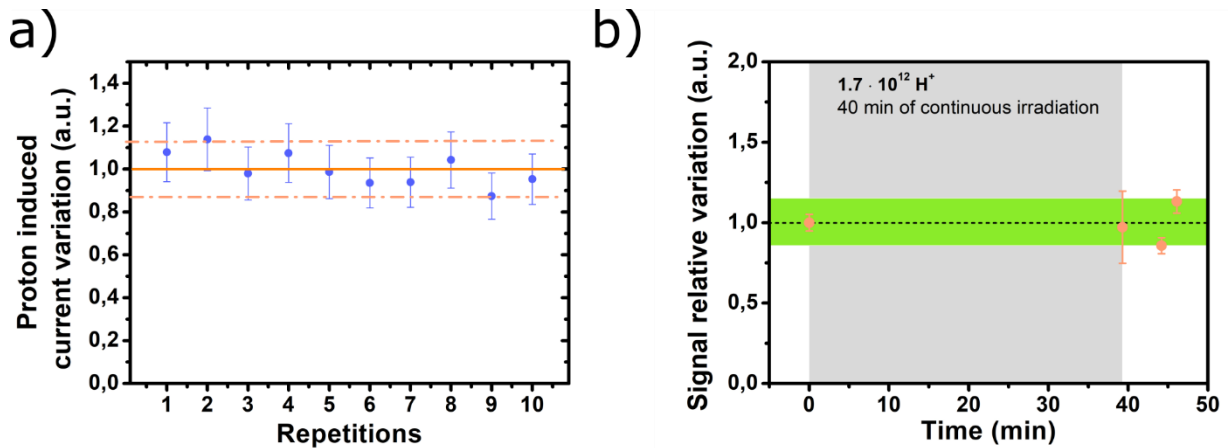 a)
Proton induced
current variation (a.u.)
1,4
1,2
1,0
0,8
0,6
0,4
0,2
0,0
1 2 3 4 5 6 7 8 9 10
Repetitions
b)
Signal relative variation (a.u.)
2,0
1,5
1,0
0,5
0,0
1.7 · 10¹² H⁺
40 min of continuous irradiation
0 10 20 30 40 50
Time (min)